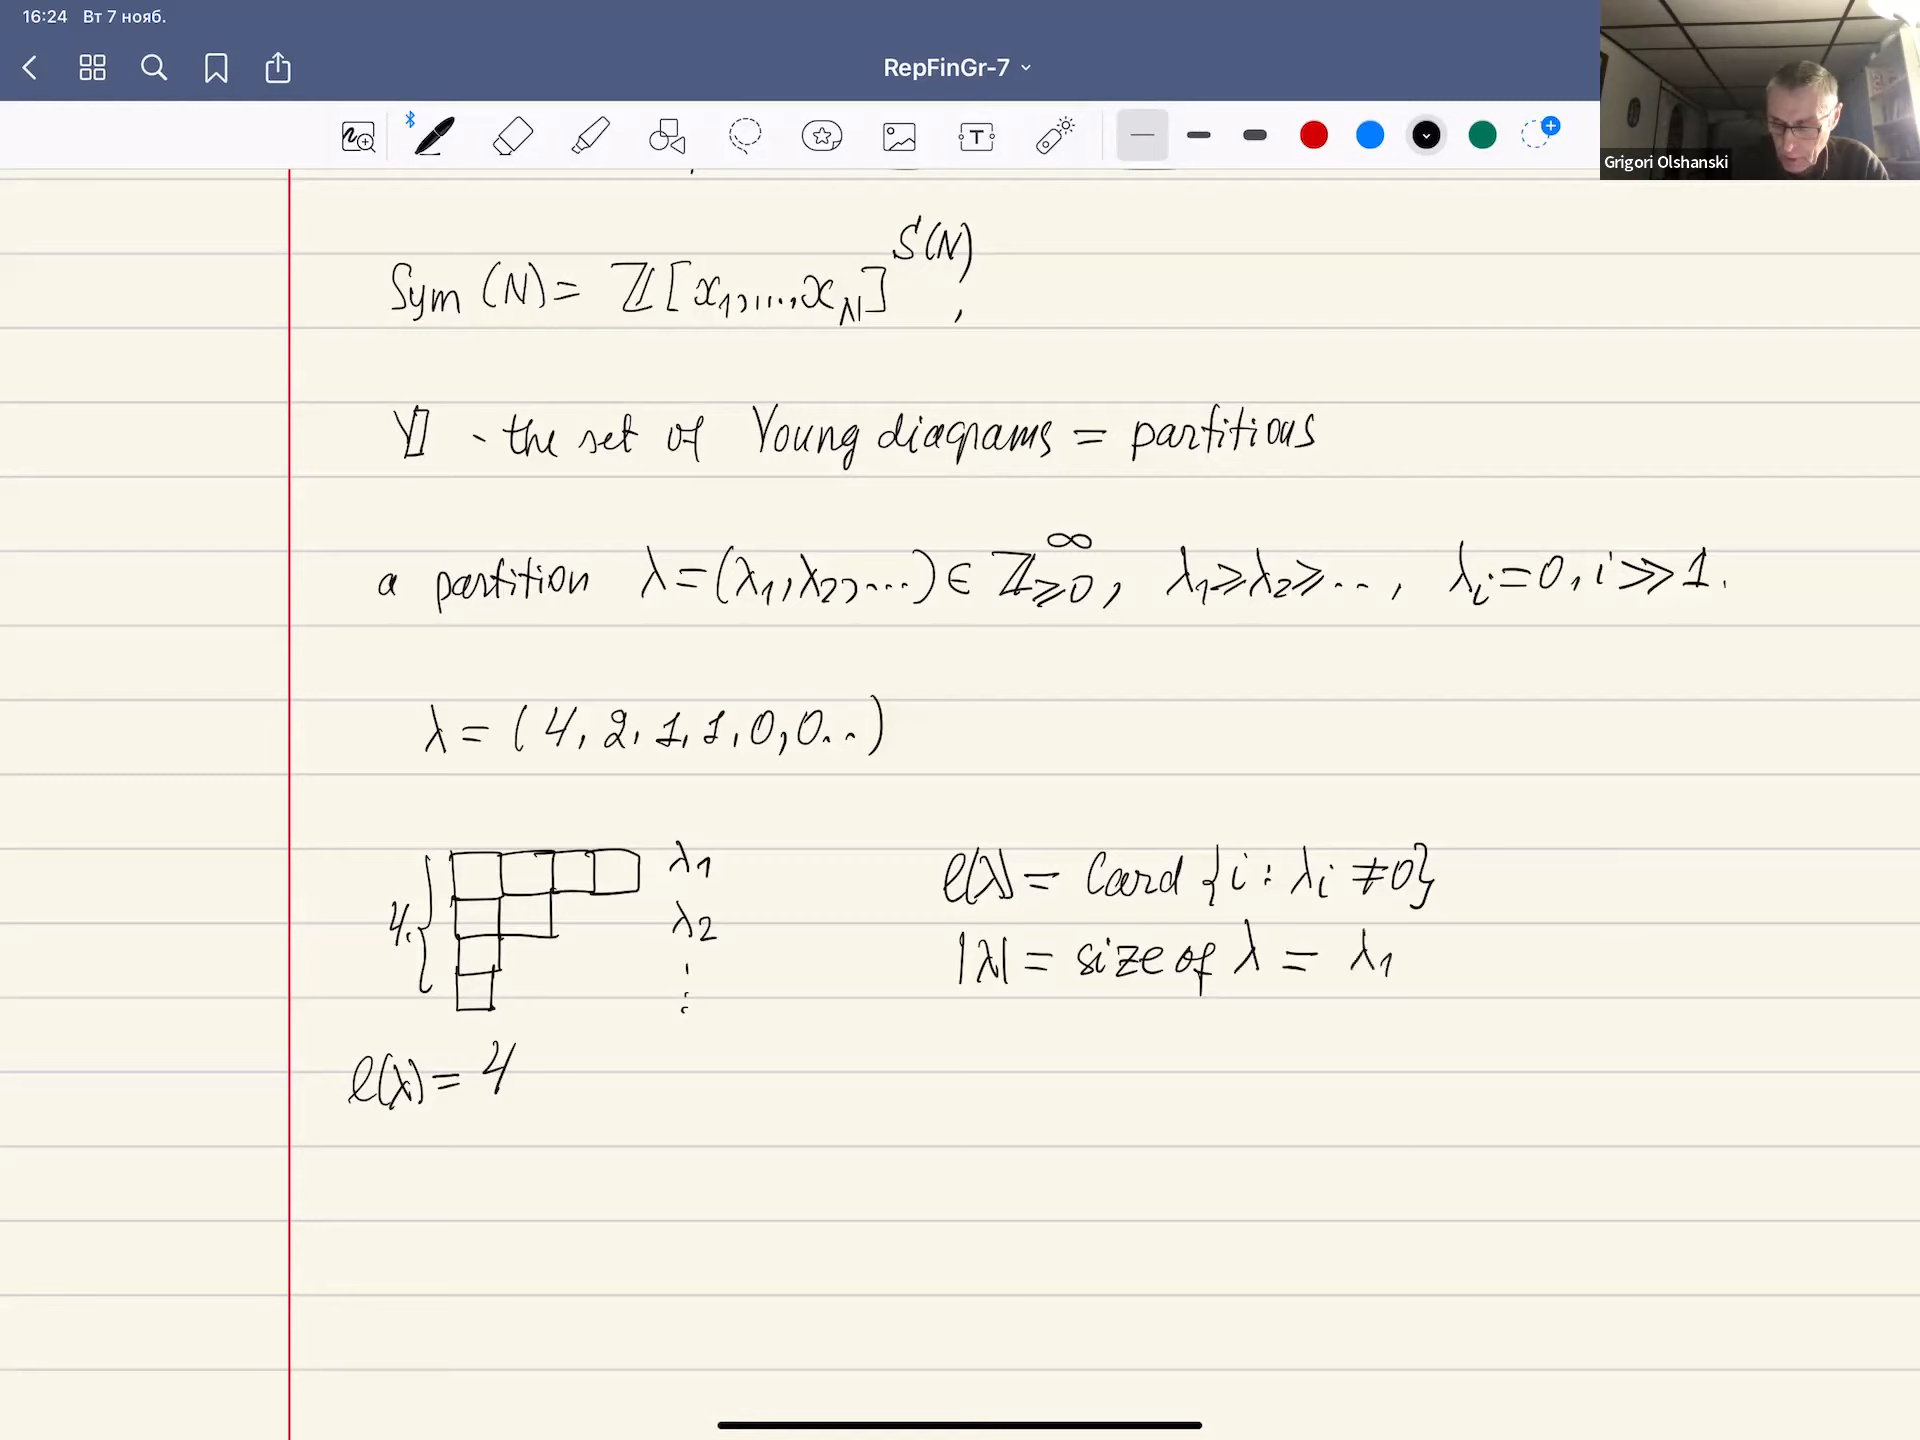 16:24 Вт 7 нояб.
RepFinGr-7
Grigori Olshanski
Sym (N) = ℤ[x₁,...,x_N]^{S(N)},
𝕐 - the set of Young diagrams = partitions
a partition λ=(λ₁,λ₂,...) ∈ ℤ_{≥0}^∞, λ₁≥λ₂≥..., λᵢ=0, i≫1.
λ = (4, 2, 1, 1, 0, 0..)
λ₁
4. λ₂
⋮
ℓ(λ) = Card {i : λᵢ ≠ 0}
|λ| = size of λ = λ₁
ℓ(λ) = 4